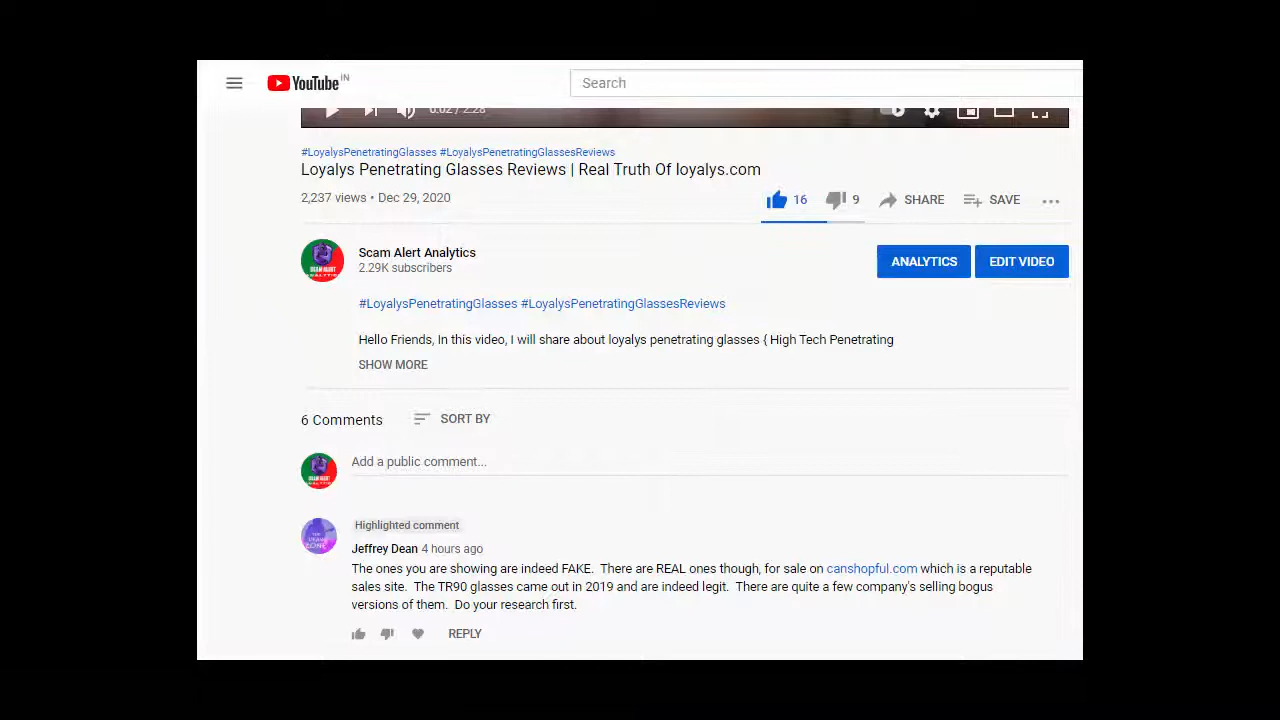 YouTube IN
Search
0:02 / 2:28
#LoyalysPenetratingGlasses #LoyalysPenetratingGlassesReviews
Loyalys Penetrating Glasses Reviews | Real Truth Of loyalys.com
2,237 views • Dec 29, 2020
16 9 SHARE SAVE
Scam Alert Analytics
2.29K subscribers
ANALYTICS EDIT VIDEO
#LoyalysPenetratingGlasses #LoyalysPenetratingGlassesReviews
Hello Friends, In this video, I will share about loyalys penetrating glasses { High Tech Penetrating
SHOW MORE
6 Comments SORT BY
Add a public comment...
Highlighted comment
Jeffrey Dean 4 hours ago
The ones you are showing are indeed FAKE. There are REAL ones though, for sale on canshopful.com which is a reputable
sales site. The TR90 glasses came out in 2019 and are indeed legit. There are quite a few company's selling bogus
versions of them. Do your research first.
REPLY